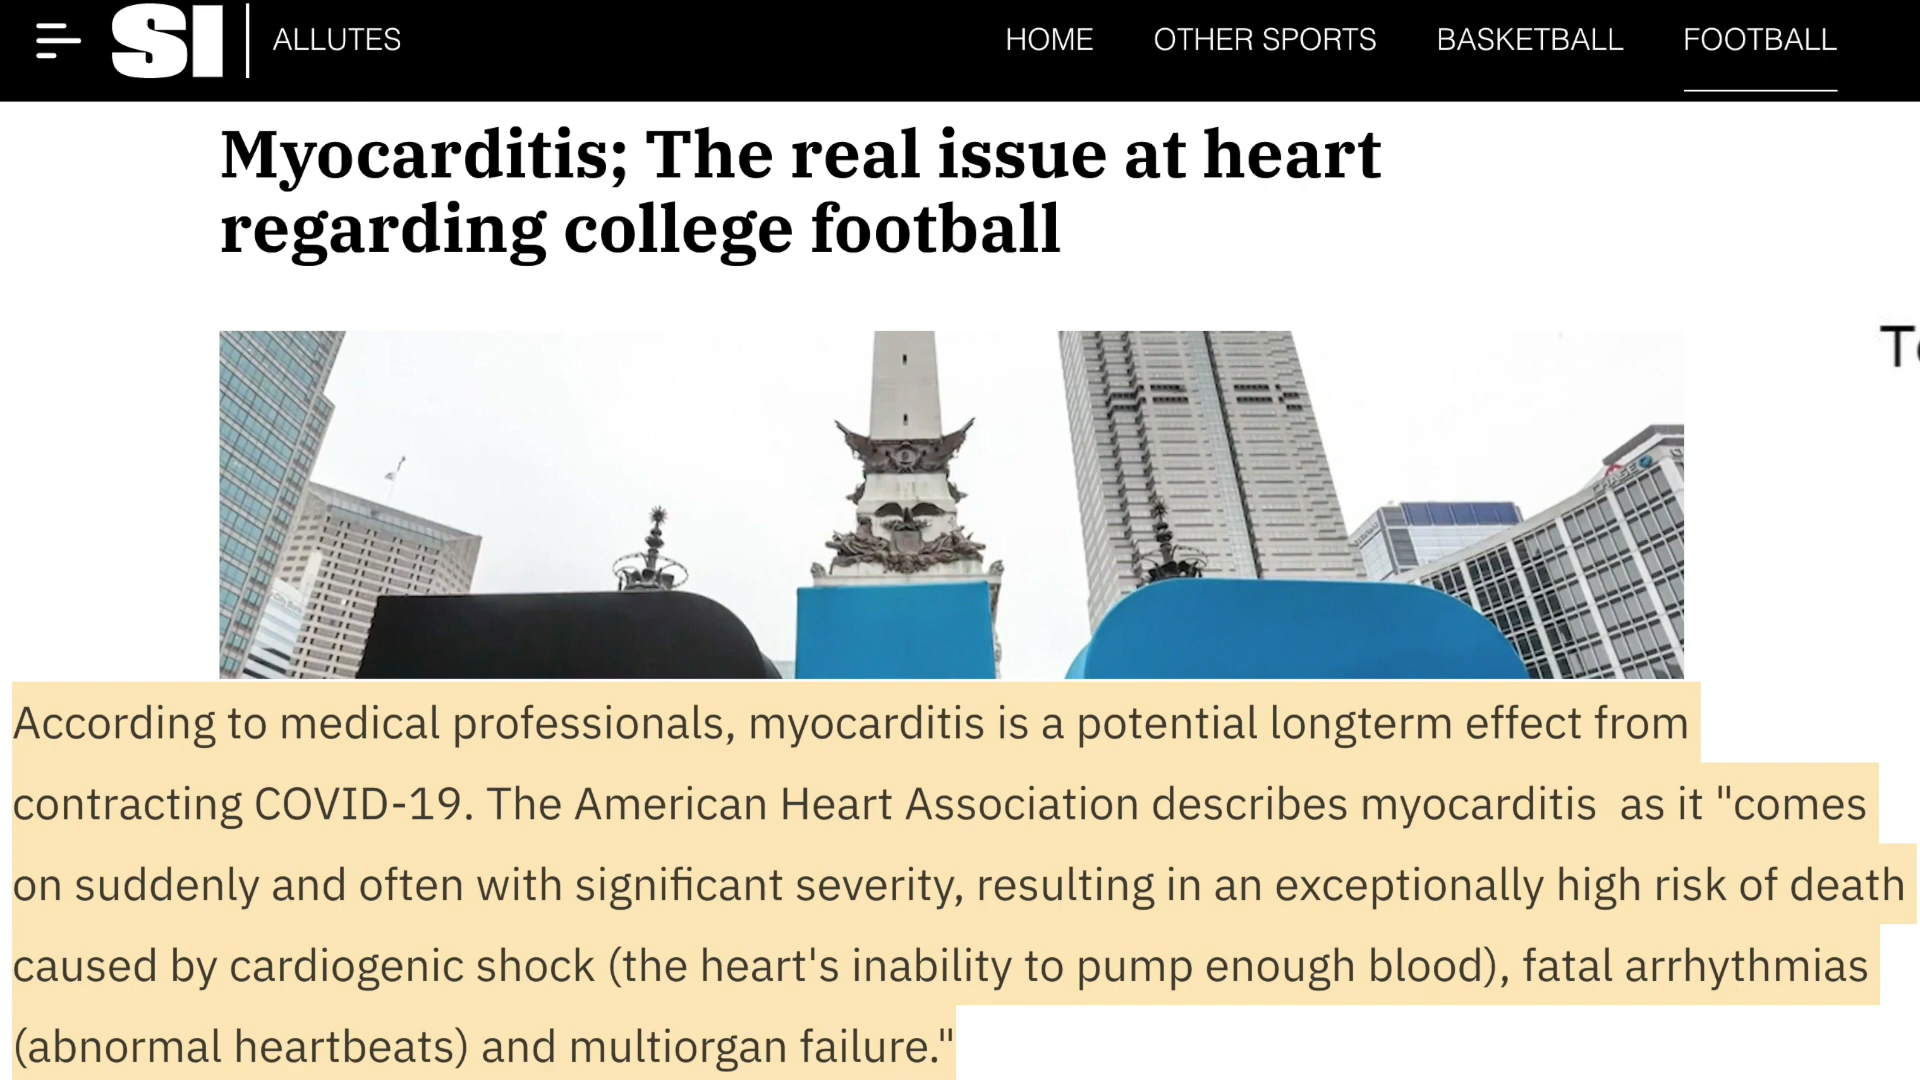 SI ALLUTES HOME OTHER SPORTS BASKETBALL FOOTBALL
Myocarditis; The real issue at heart
regarding college football
According to medical professionals, myocarditis is a potential longterm effect from
contracting COVID-19. The American Heart Association describes myocarditis  as it "comes
on suddenly and often with significant severity, resulting in an exceptionally high risk of death
caused by cardiogenic shock (the heart's inability to pump enough blood), fatal arrhythmias
(abnormal heartbeats) and multiorgan failure."